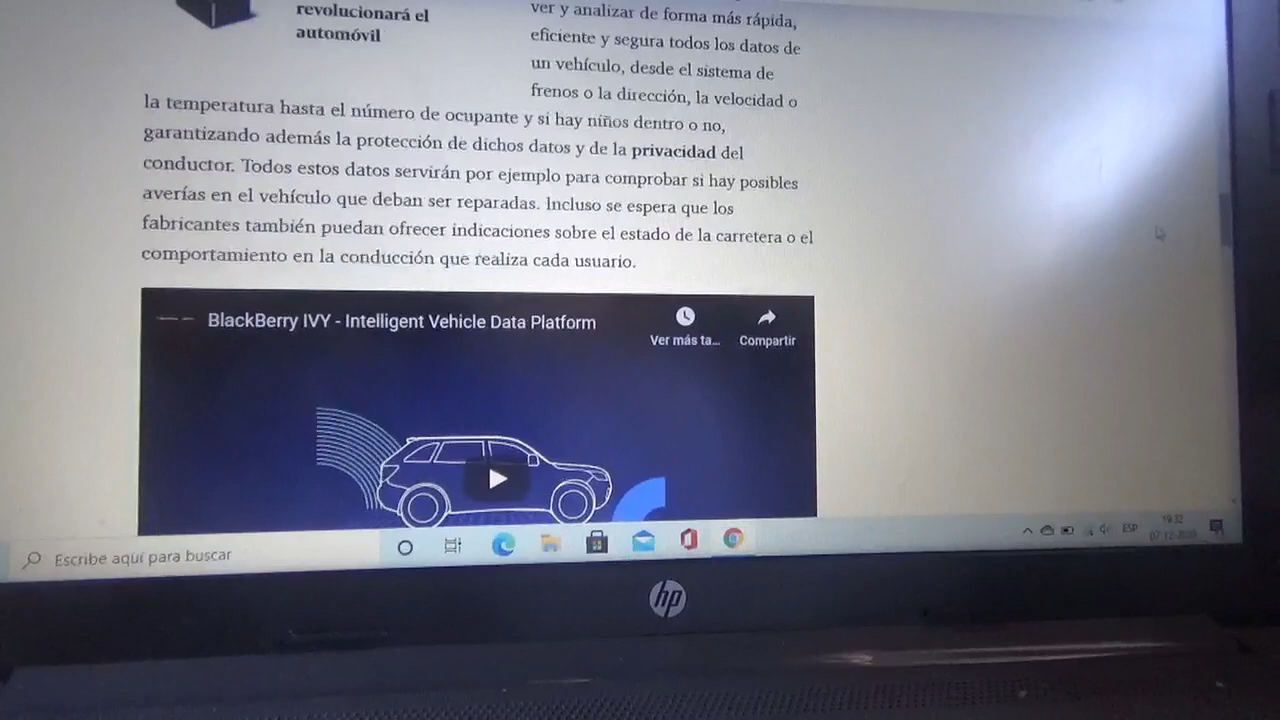 revolucionará el
automóvil
ver y analizar de forma más rápida,
eficiente y segura todos los datos de
un vehículo, desde el sistema de
frenos o la dirección, la velocidad o
la temperatura hasta el número de ocupante y si hay niños dentro o no,
garantizando además la protección de dichos datos y de la privacidad del
conductor. Todos estos datos servirán por ejemplo para comprobar si hay posibles
averías en el vehículo que deban ser reparadas. Incluso se espera que los
fabricantes también puedan ofrecer indicaciones sobre el estado de la carretera o el
comportamiento en la conducción que realiza cada usuario.
BlackBerry IVY - Intelligent Vehicle Data Platform
Ver más ta...
Compartir
Escribe aquí para buscar
ESP
19:32
hp